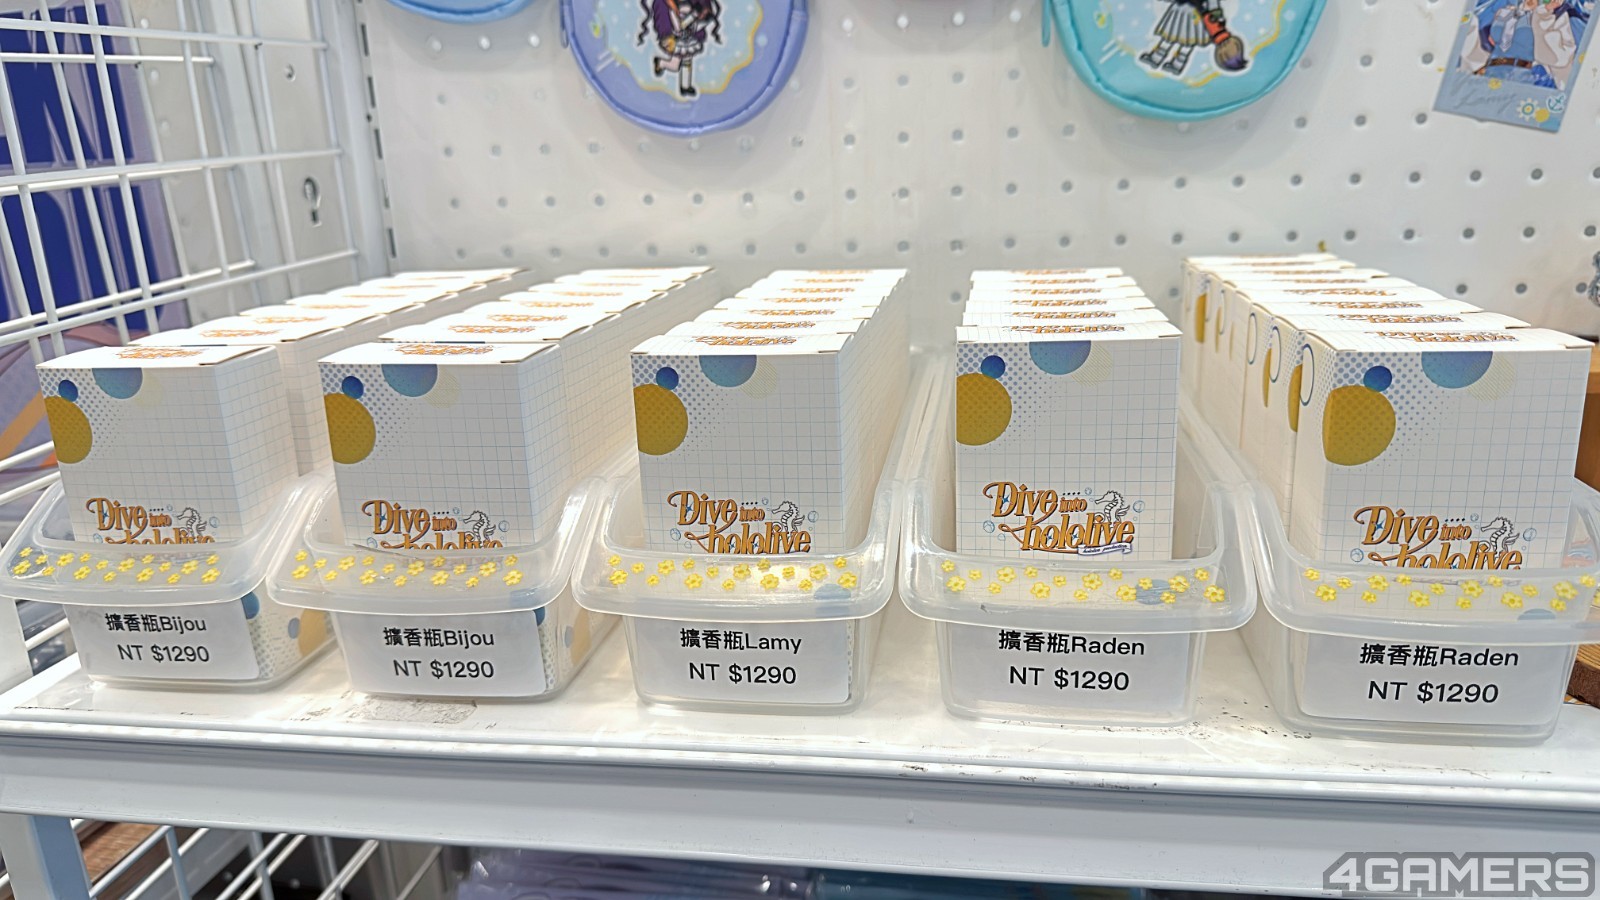 Dive into
hololive
Dive into
hololive
Dive into
hololive
Dive into
hololive
hololive production
Dive into
hololive
擴香瓶Bijou
NT $1290
擴香瓶Bijou
NT $1290
擴香瓶Lamy
NT $1290
擴香瓶Raden
NT $1290
擴香瓶Raden
NT $1290
Lamy
4GAMERS